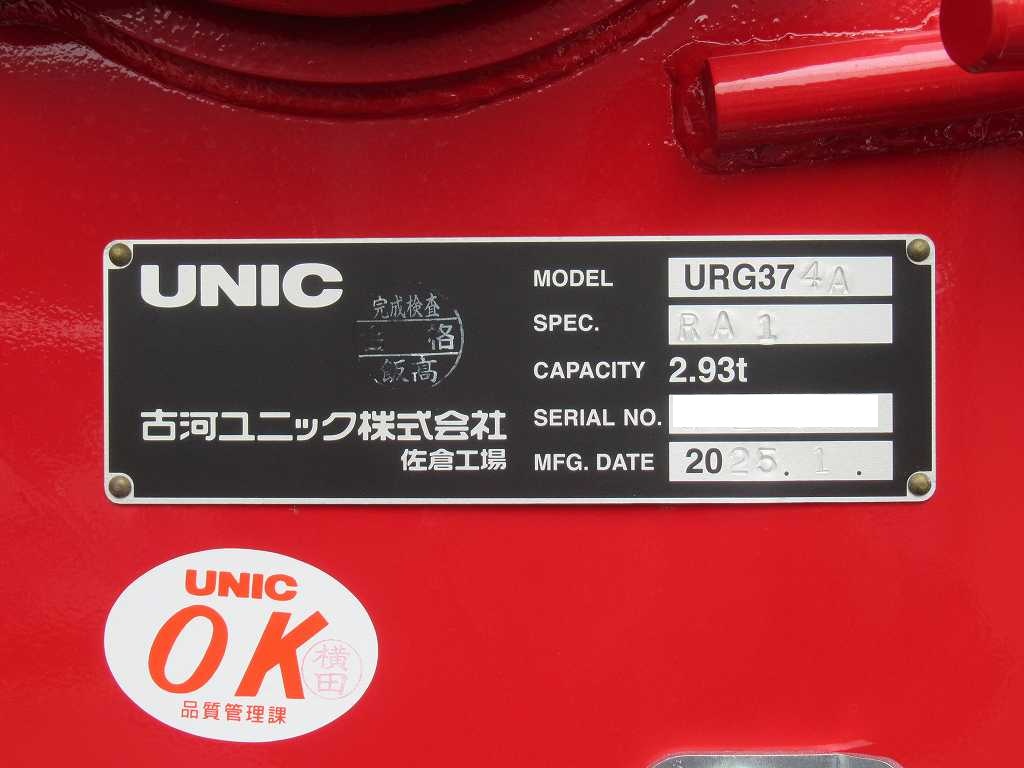 UNIC
完成検査
格
飯高
古河ユニック株式会社
佐倉工場
MODEL URG374A
SPEC. RA1
CAPACITY 2.93t
SERIAL NO.
MFG. DATE 2025.1.
UNIC
OK
横田
品質管理課